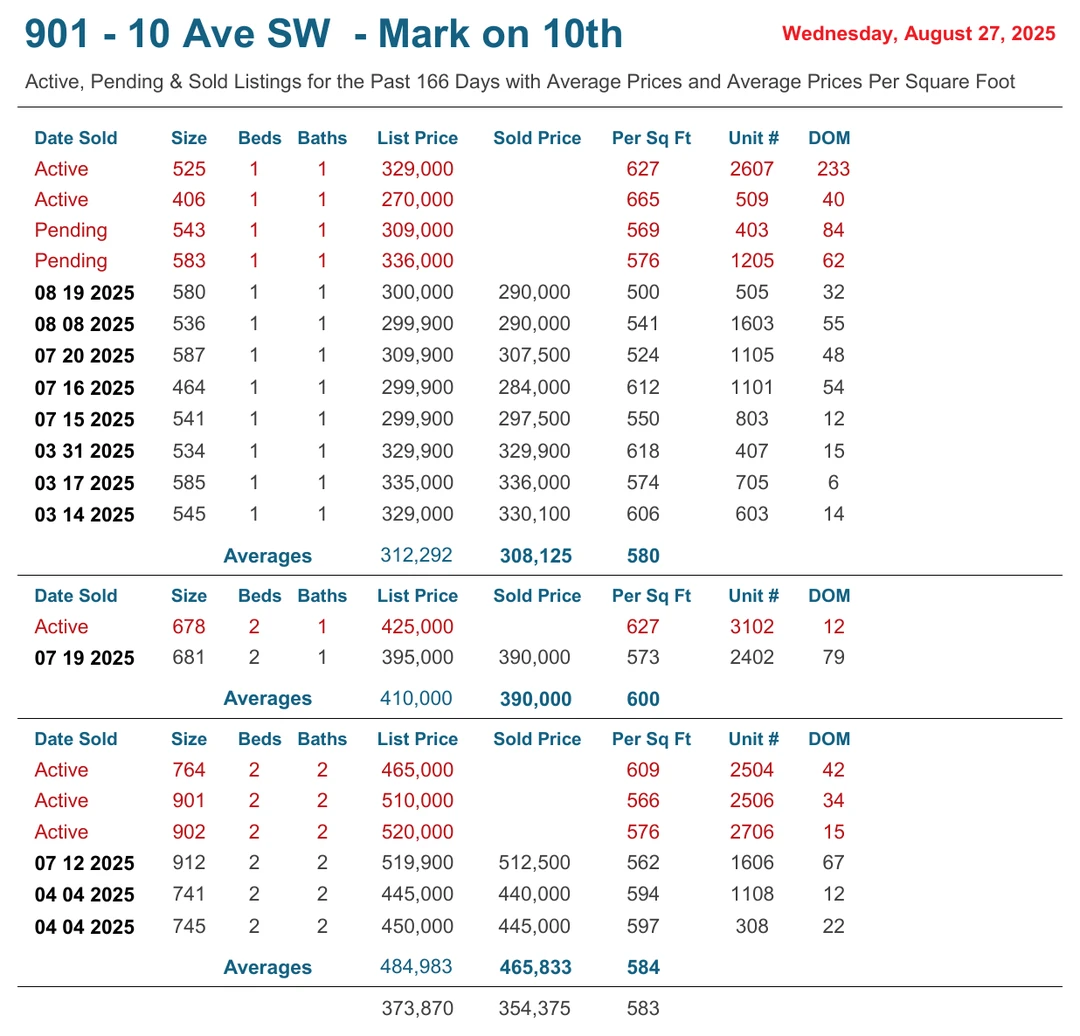 901 - 10 Ave SW - Mark on 10th Wednesday, August 27, 2025
Active, Pending & Sold Listings for the Past 166 Days with Average Prices and Average Prices Per Square Foot
Date Sold Size Beds Baths List Price Sold Price Per Sq Ft Unit # DOM
Active 525 1 1 329,000 627 2607 233
Active 406 1 1 270,000 665 509 40
Pending 543 1 1 309,000 569 403 84
Pending 583 1 1 336,000 576 1205 62
08 19 2025 580 1 1 300,000 290,000 500 505 32
08 08 2025 536 1 1 299,900 290,000 541 1603 55
07 20 2025 587 1 1 309,900 307,500 524 1105 48
07 16 2025 464 1 1 299,900 284,000 612 1101 54
07 15 2025 541 1 1 299,900 297,500 550 803 12
03 31 2025 534 1 1 329,900 329,900 618 407 15
03 17 2025 585 1 1 335,000 336,000 574 705 6
03 14 2025 545 1 1 329,000 330,100 606 603 14
Averages 312,292 308,125 580
Date Sold Size Beds Baths List Price Sold Price Per Sq Ft Unit # DOM
Active 678 2 1 425,000 627 3102 12
07 19 2025 681 2 1 395,000 390,000 573 2402 79
Averages 410,000 390,000 600
Date Sold Size Beds Baths List Price Sold Price Per Sq Ft Unit # DOM
Active 764 2 2 465,000 609 2504 42
Active 901 2 2 510,000 566 2506 34
Active 902 2 2 520,000 576 2706 15
07 12 2025 912 2 2 519,900 512,500 562 1606 67
04 04 2025 741 2 2 445,000 440,000 594 1108 12
04 04 2025 745 2 2 450,000 445,000 597 308 22
Averages 484,983 465,833 584
373,870 354,375 583